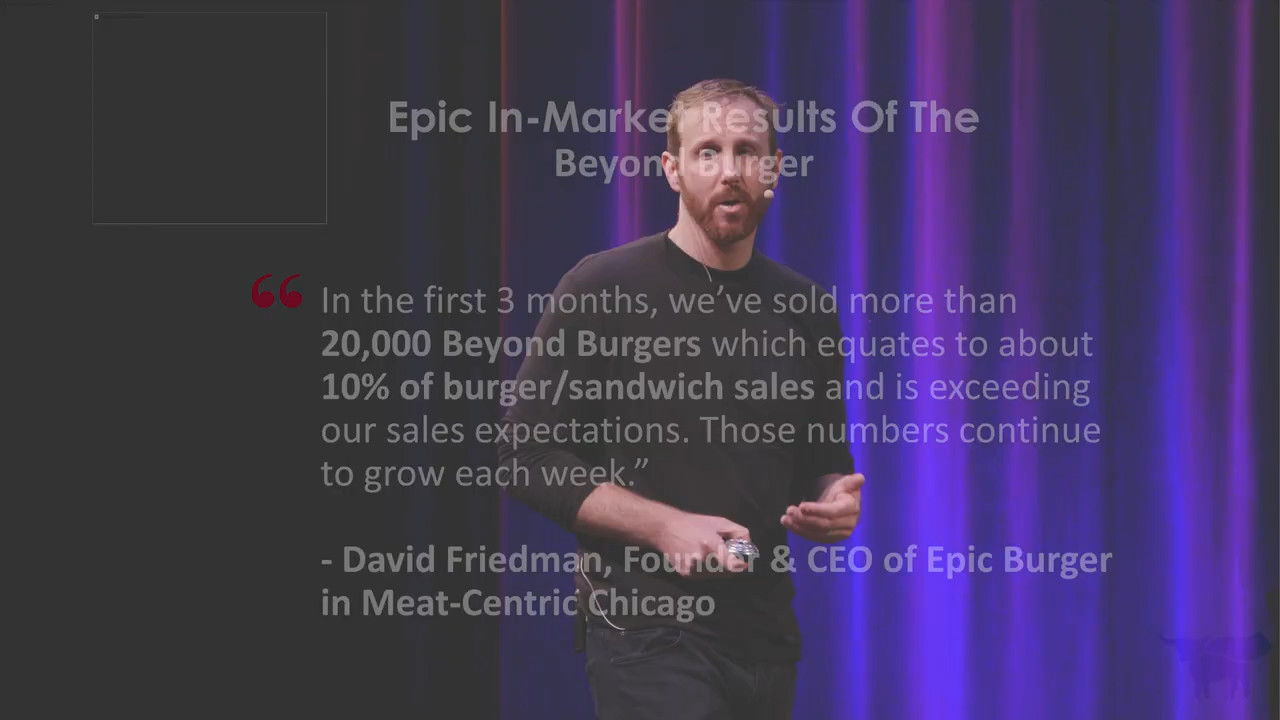 Epic In-Market Results Of The
Beyond Burger
“ In the first 3 months, we’ve sold more than
20,000 Beyond Burgers which equates to about
10% of burger/sandwich sales and is exceeding
our sales expectations. Those numbers continue
to grow each week.”
- David Friedman, Founder & CEO of Epic Burger
in Meat-Centric Chicago